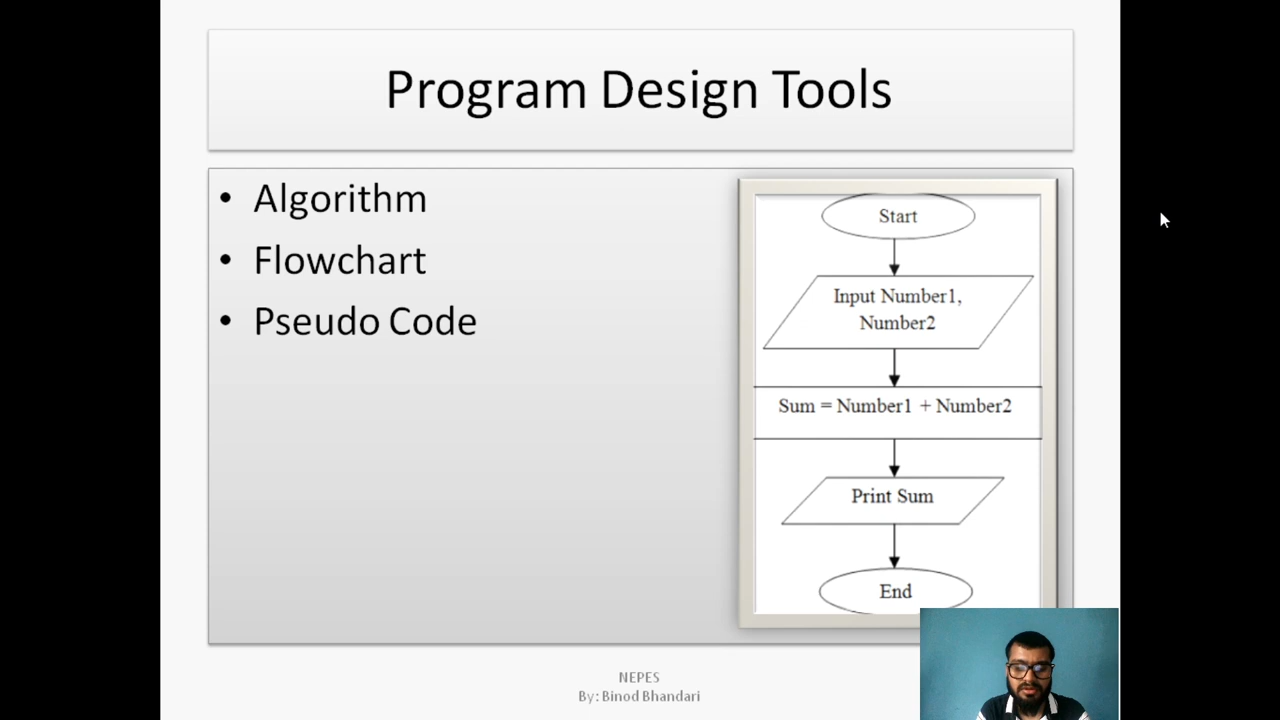 Program Design Tools
• Algorithm
• Flowchart
• Pseudo Code
Start
Input Number1,
Number2
Sum = Number1 + Number2
Print Sum
End
NEPES
By: Binod Bhandari